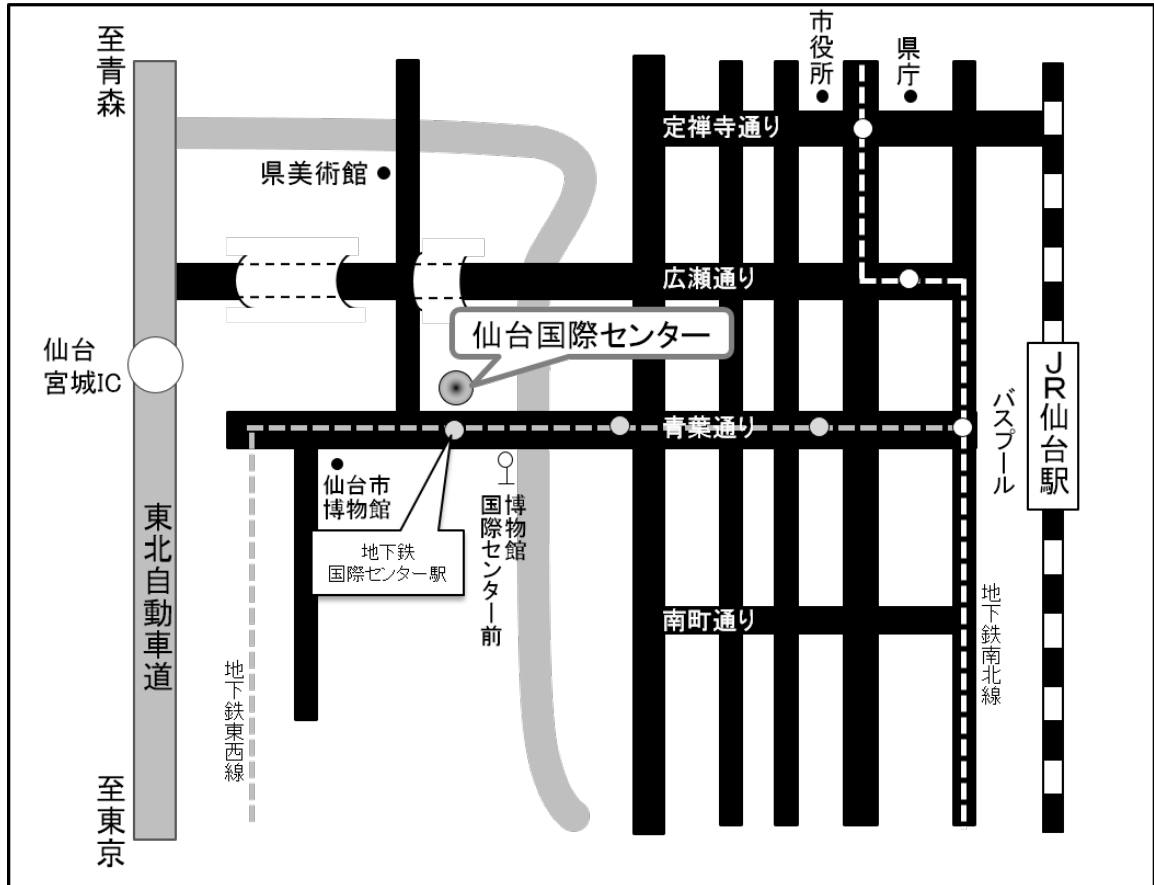 至青森
市役所
県庁
定禅寺通り
県美術館
広瀬通り
仙台国際センター
仙台
宮城IC
青葉通り
バスプール
JR仙台駅
仙台市
博物館
博物館
国際センター前
地下鉄
国際センター駅
東北自動車道
南町通り
地下鉄南北線
地下鉄東西線
至東京